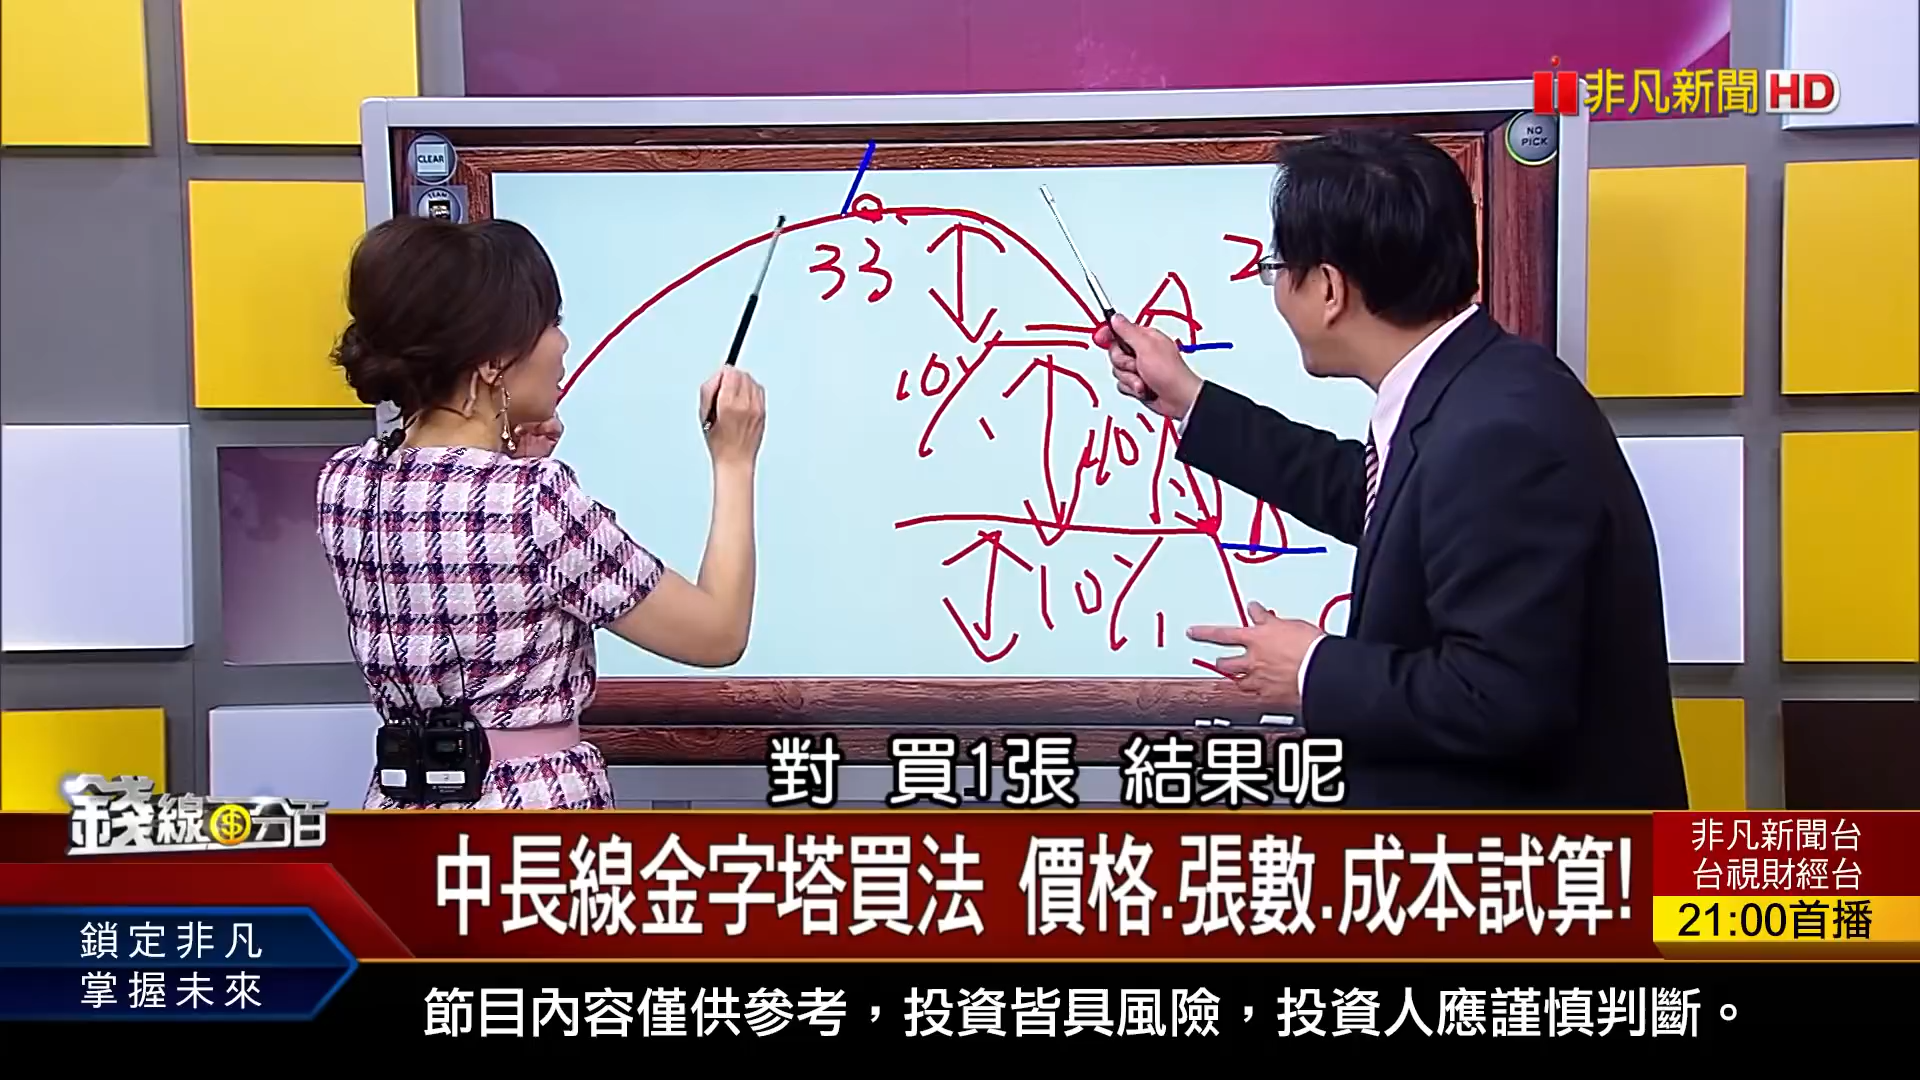 非凡新聞HD
CLEAR
TEAM
NO
PICK
33
2
A
10%
10%
B
10%
對 買1張 結果呢
錢線百分百
中長線金字塔買法 價格.張數.成本試算!
非凡新聞台
台視財經台
21:00首播
鎖定非凡
掌握未來
節目內容僅供參考，投資皆具風險，投資人應謹慎判斷。